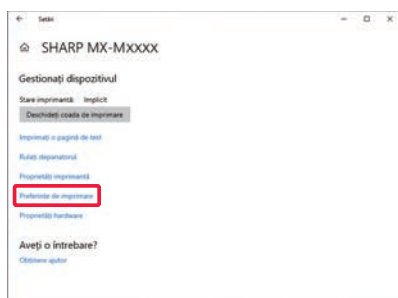 Setări
SHARP MX-Mxxxx
Gestionați dispozitivul
Stare imprimantă: Implicit
Deschideți coada de imprimare
Imprimați o pagină de test
Rulați depanatorul
Proprietăți imprimantă
Preferințe de imprimare
Proprietăți hardware
Aveți o întrebare?
Obținere ajutor